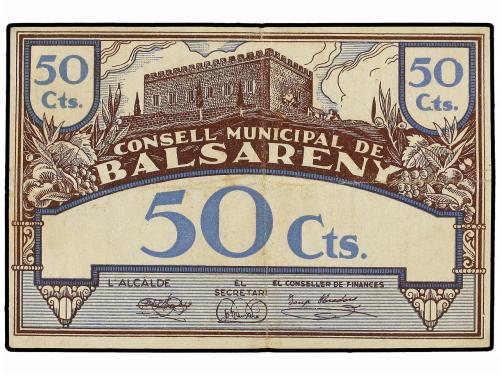 50 Cts.
50 Cts.
CONSELL MUNICIPAL DE
BALSARENY
50 Cts.
L'ALCALDE
EL SECRETARI
EL CONSELLER DE FINANCES